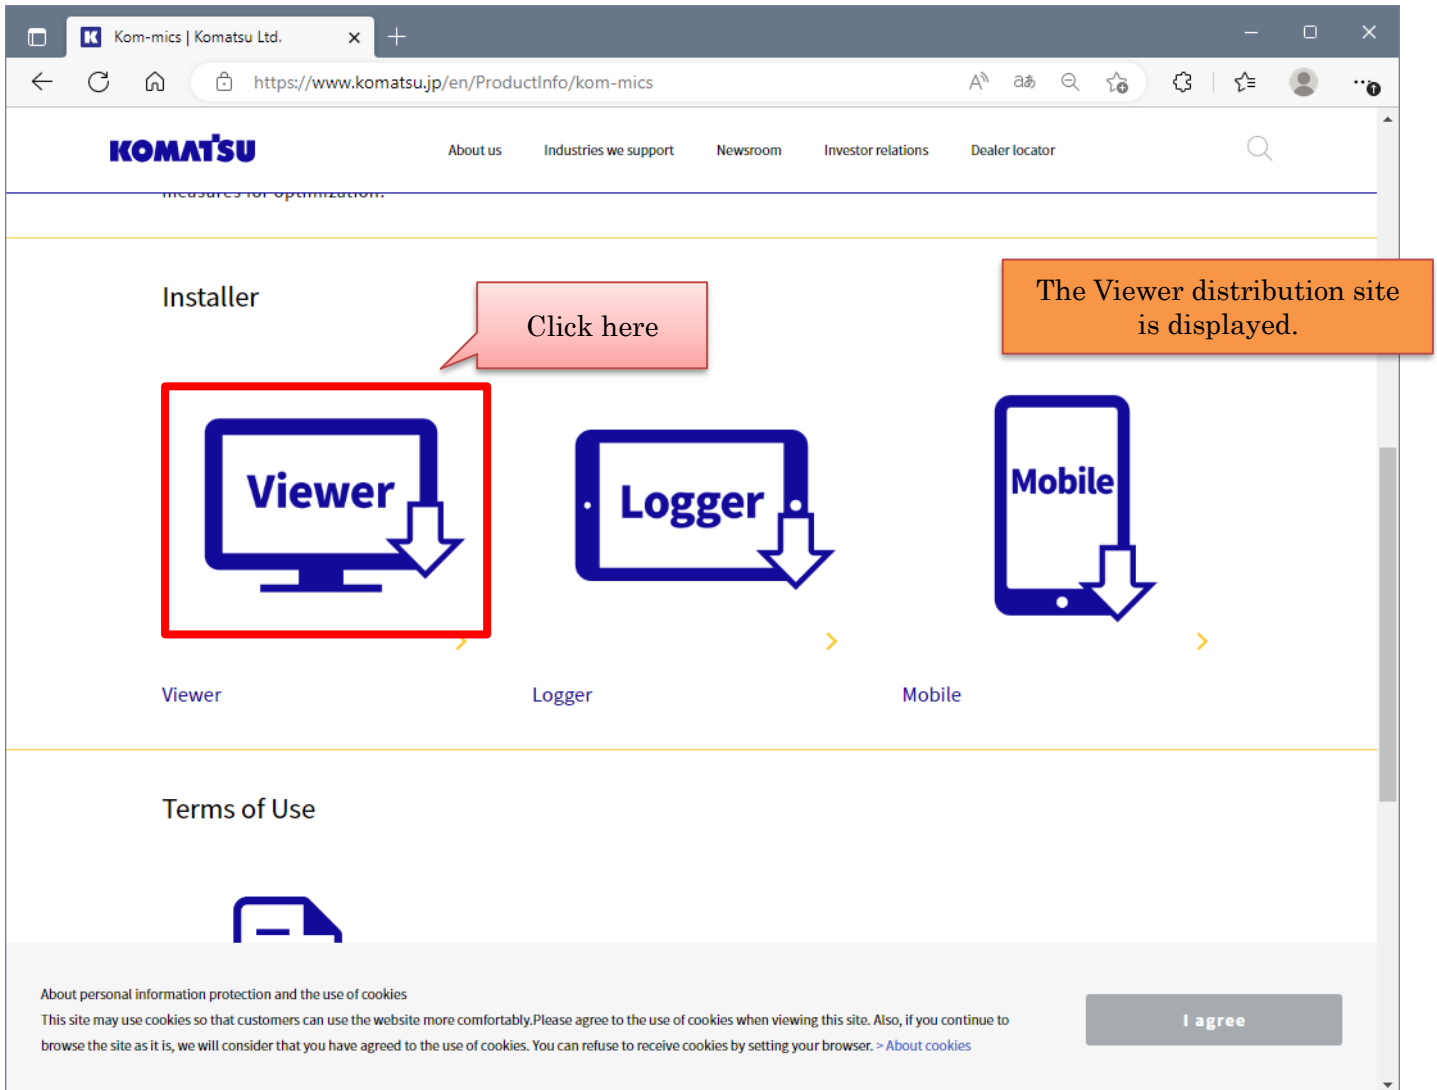 Kom-mics | Komatsu Ltd.
https://www.komatsu.jp/en/ProductInfo/kom-mics
KOMATSU
About us
Industries we support
Newsroom
Investor relations
Dealer locator
measures for optimization.
Installer
Click here
The Viewer distribution site
is displayed.
Viewer
Logger
Mobile
Viewer
Logger
Mobile
Terms of Use
About personal information protection and the use of cookies
This site may use cookies so that customers can use the website more comfortably.Please agree to the use of cookies when viewing this site. Also, if you continue to
browse the site as it is, we will consider that you have agreed to the use of cookies. You can refuse to receive cookies by setting your browser. > About cookies
I agree